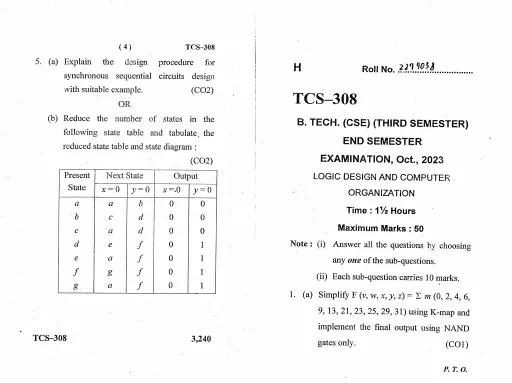 ( 4 ) TCS–308
5. (a) Explain the design procedure for
synchronous sequential circuits design
with suitable example. (CO2)
OR
(b) Reduce the number of states in the
following state table and tabulate the
reduced state table and state diagram :
(CO2)
Present State Next State Output
x = 0 y = 0 x = 0 y = 0
a a b 0 0
b c d 0 0
c a d 0 0
d e f 0 1
e a f 0 1
f g f 0 1
g a f 0 1
TCS–308 3,240
H Roll No. 2294038
TCS–308
B. TECH. (CSE) (THIRD SEMESTER)
END SEMESTER
EXAMINATION, Oct., 2023
LOGIC DESIGN AND COMPUTER
ORGANIZATION
Time : 1½ Hours
Maximum Marks : 50
Note : (i) Answer all the questions by choosing
any one of the sub-questions.
(ii) Each sub-question carries 10 marks.
1. (a) Simplify F (v, w, x, y, z) = Σ m (0, 2, 4, 6,
9, 13, 21, 23, 25, 29, 31) using K-map and
implement the final output using NAND
gates only. (CO1)
P. T. O.